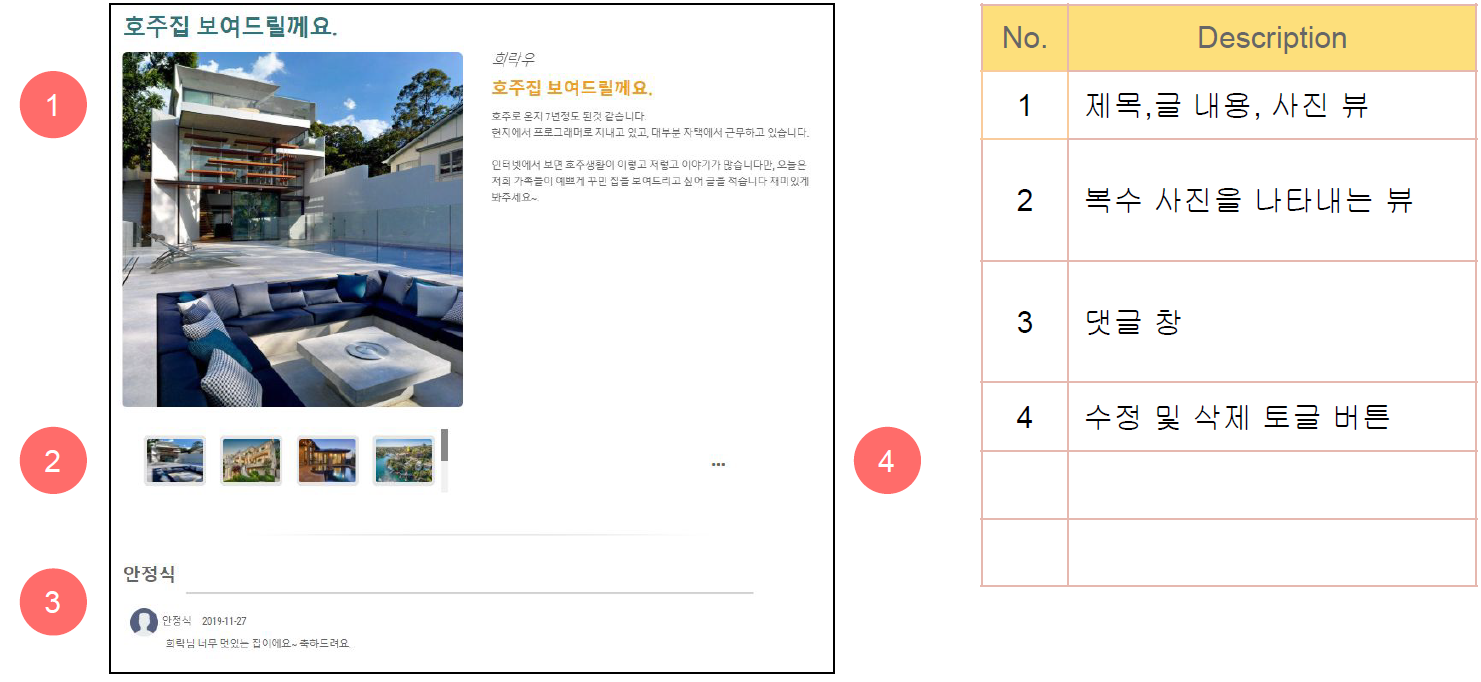 호주집 보여드릴께요.
1
희락우
호주집 보여드릴께요.
호주로 온지 7년정도 된것 같습니다.
현지에서 프로그래머로 지내고 있고, 대부분 자택에서 근무하고 있습니다.
인터넷에서 보면 호주생활이 이렇고 저렇고 이야기가 많습니다만, 오늘은
저희 가족들이 예쁘게 꾸민 집을 보여드리고 싶어 글을 적습니다 재미있게
봐주세요~.
2
...
4
안정식
3
안정식 2019-11-27
희락님 너무 멋있는 집이에요~ 축하드려요.
No. Description
1 제목,글 내용, 사진 뷰
2 복수 사진을 나타내는 뷰
3 댓글 창
4 수정 및 삭제 토글 버튼